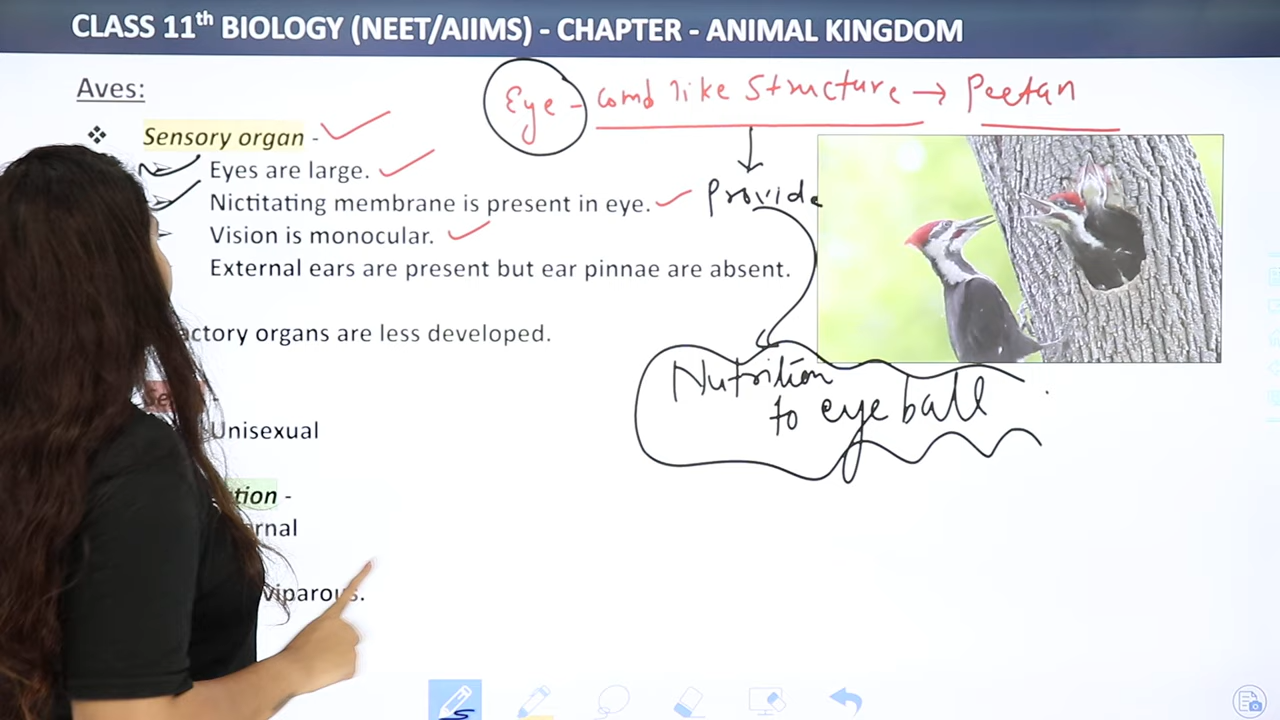 CLASS 11th BIOLOGY (NEET/AIIMS) - CHAPTER - ANIMAL KINGDOM
Aves:
Eye - comb like structure → Peetan
❖ Sensory organ -
Eyes are large.
Nictitating membrane is present in eye.
Provide
Vision is monocular.
External ears are present but ear pinnae are absent.
actory organs are less developed.
Nutrition
to eye ball
Unisexual
tion -
ernal
viparous.